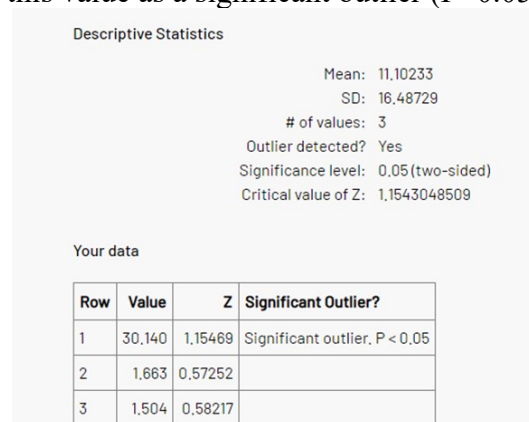 this value as a significant outlier (P
Descriptive Statistics
Mean: 11.10233
SD: 16.48729
# of values: 3
Outlier detected? Yes
Significance level: 0.05 (two-sided)
Critical value of Z: 1.1543048509
Your data
Row Value Z Significant Outlier?
1 30.140 1.15469 Significant outlier. P < 0.05
2 1.663 0.57252
3 1.504 0.58217